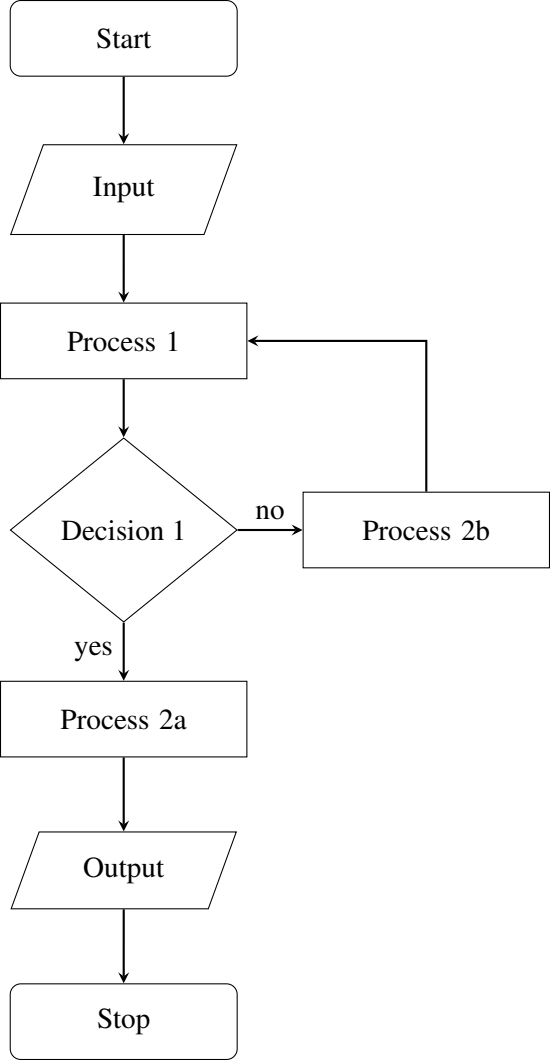 Start
Input
Process 1
Decision 1
no
Process 2b
yes
Process 2a
Output
Stop